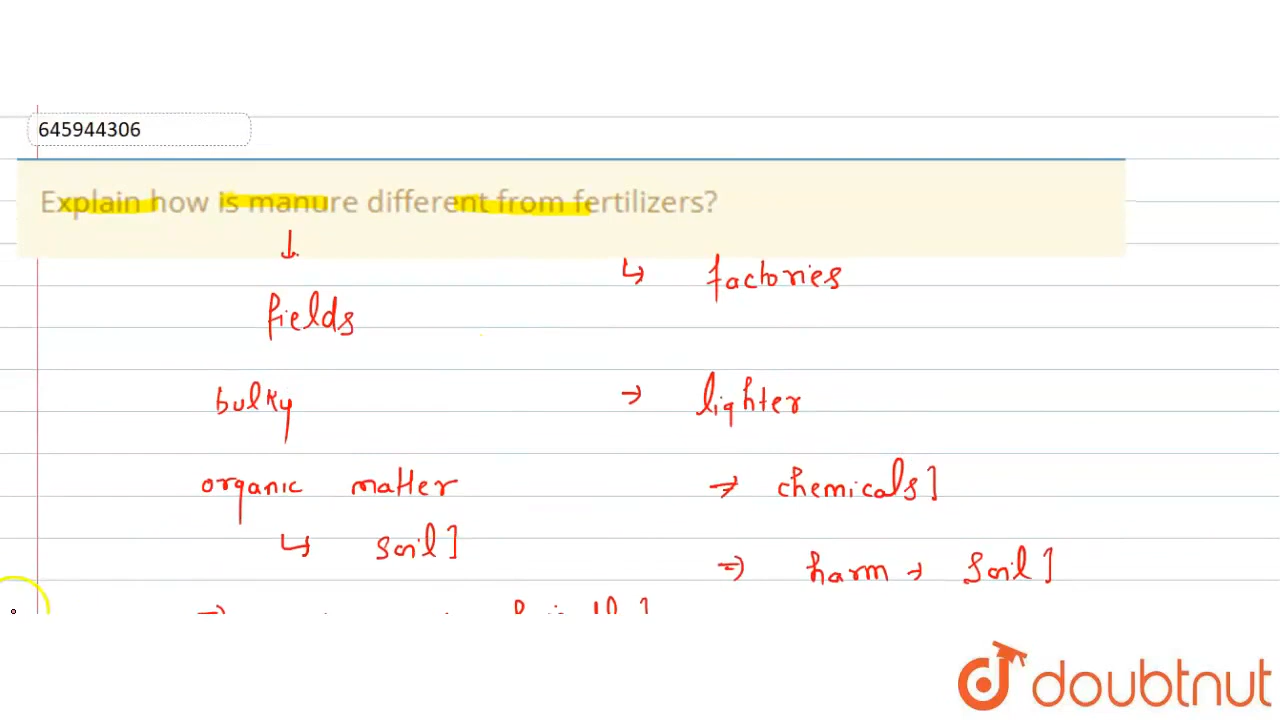 645944306
Explain how is manure different from fertilizers?
factories
fields
bulky
lighter
organic matter
chemicals]
soil]
harm soil]
doubtnut